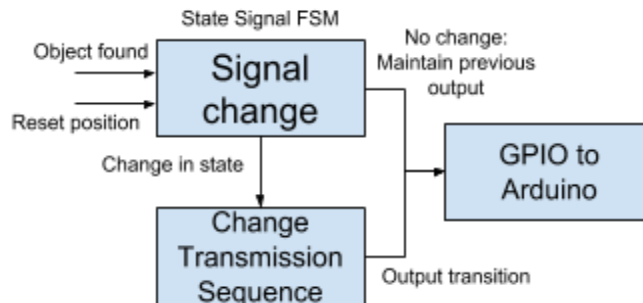 State Signal FSM
Object found
Reset position
Signal
change
No change:
Maintain previous
output
Change in state
GPIO to
Arduino
Change
Transmission
Sequence
Output transition